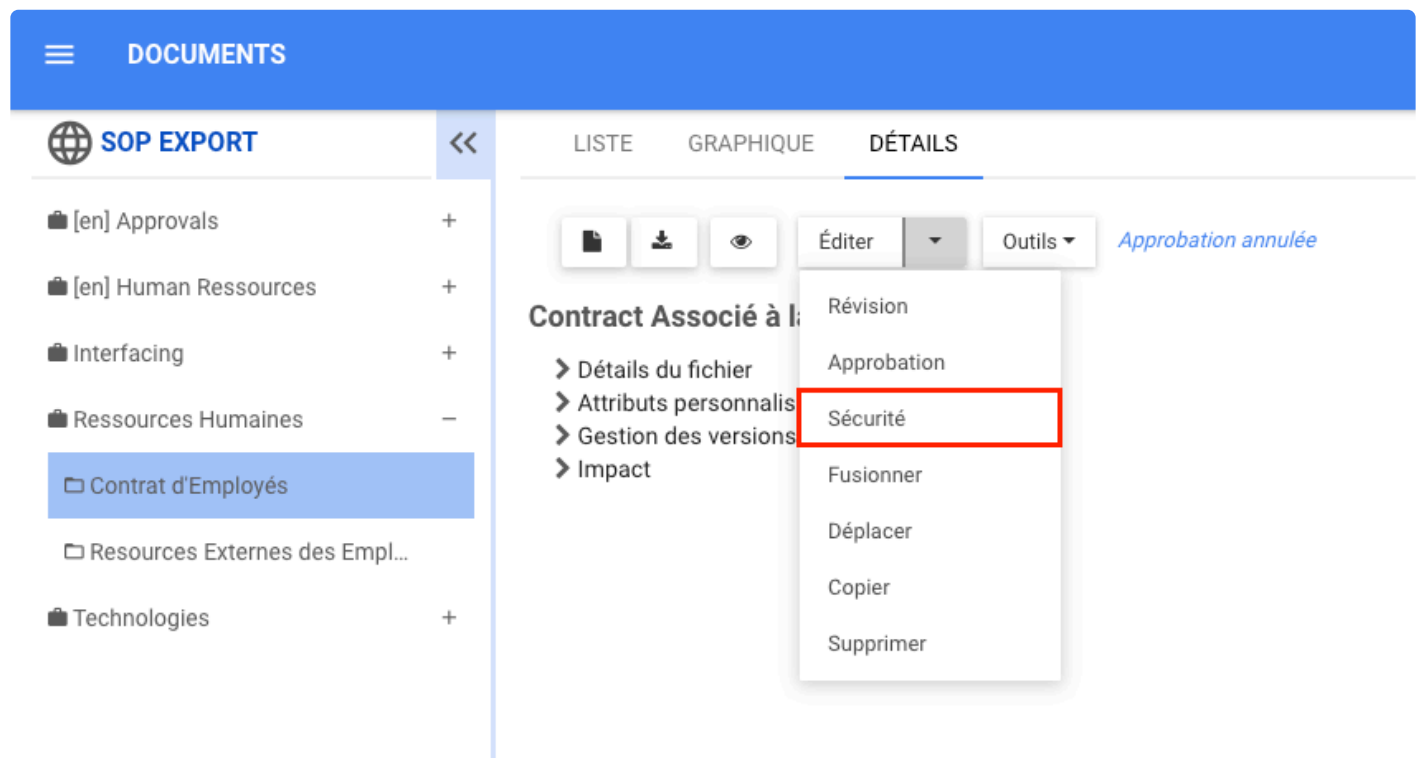 DOCUMENTS
SOP EXPORT
LISTE GRAPHIQUE DÉTAILS
[en] Approvals
[en] Human Ressources
Interfacing
Ressources Humaines
Contrat d'Employés
Resources Externes des Empl...
Technologies
Éditer Outils Approbation annulée
Contract Associé à
Détails du fichier
Attributs personnalis
Gestion des versions
Impact
Révision
Approbation
Sécurité
Fusionner
Déplacer
Copier
Supprimer